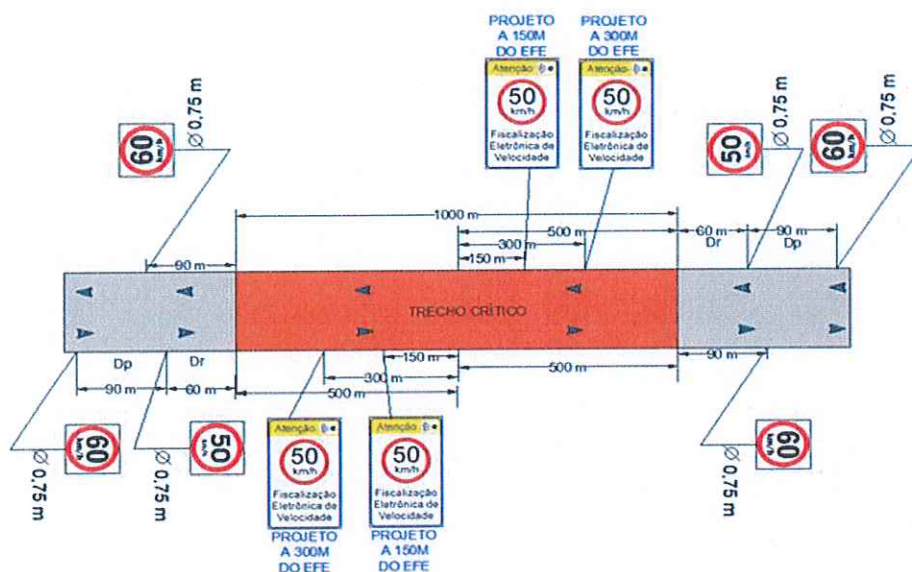 PROJETO
A 150M
DO EFE
PROJETO
A 300M
DO EFE
Atenção
50
km/h
Fiscalização
Eletrônica de
Velocidade
Atenção
50
km/h
Fiscalização
Eletrônica de
Velocidade
60
km/h
Ø 0,75 m
50
km/h
Ø 0,75 m
60
km/h
Ø 0,75 m
1000 m
500 m
300 m
150 m
60 m
Dr
90 m
Dp
90 m
TRECHO CRÍTICO
Dp
90 m
Dr
60 m
150 m
300 m
500 m
500 m
90 m
Ø 0,75 m
60
km/h
Ø 0,75 m
50
km/h
Atenção
50
km/h
Fiscalização
Eletrônica de
Velocidade
PROJETO
A 300M
DO EFE
Atenção
50
km/h
Fiscalização
Eletrônica de
Velocidade
PROJETO
A 150M
DO EFE
Ø 0,75 m
60
km/h